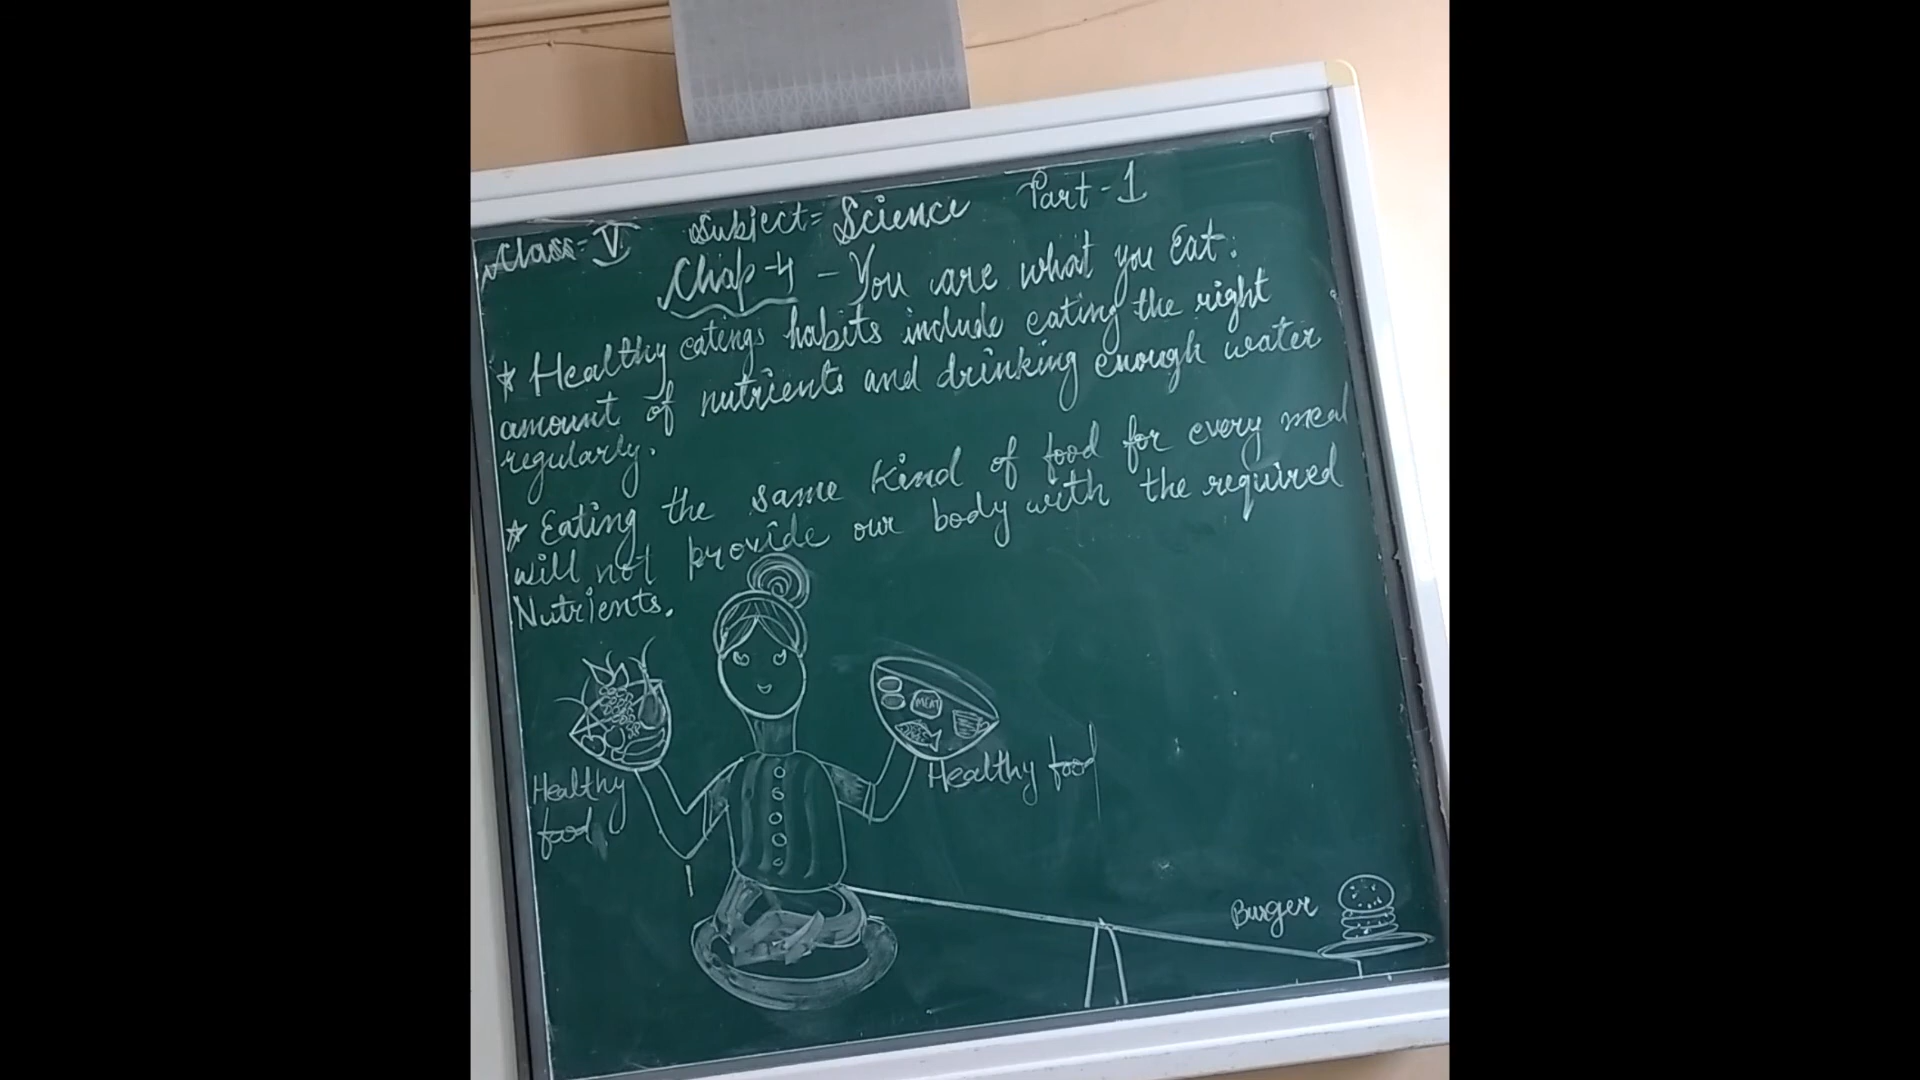 Class-V Subject= Science Part-1
Chap-4 - You are what you Eat.
★ Healthy eatings habits include eating the right
amount of nutrients and drinking enough water
regularly.
★ Eating the same kind of food for every meal
will not provide our body with the required
Nutrients.
MEAT
Healthy food
Healthy
food
Burger